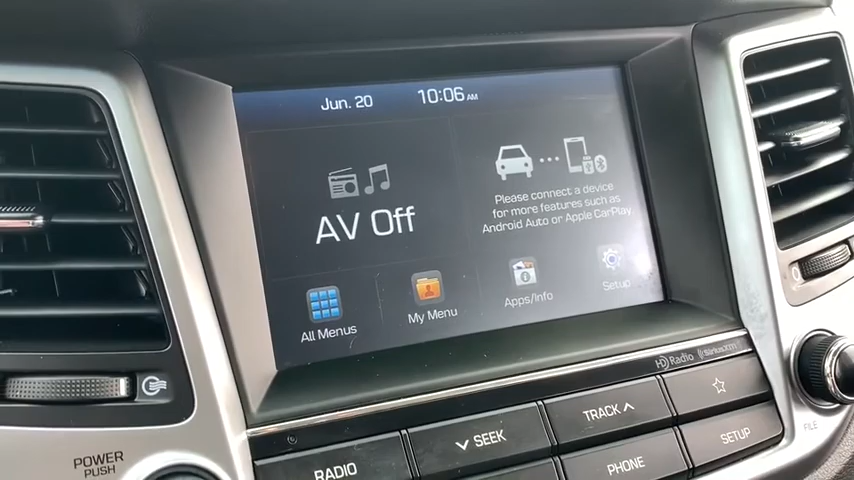 Jun. 20 10:06 AM
AV Off
Please connect a device
for more features such as
Android Auto or Apple CarPlay.
All Menus
My Menu
Apps/Info
Setup
HD Radio ((SiriusXM
POWER
PUSH
RADIO
SEEK
TRACK
PHONE
SETUP
FILE